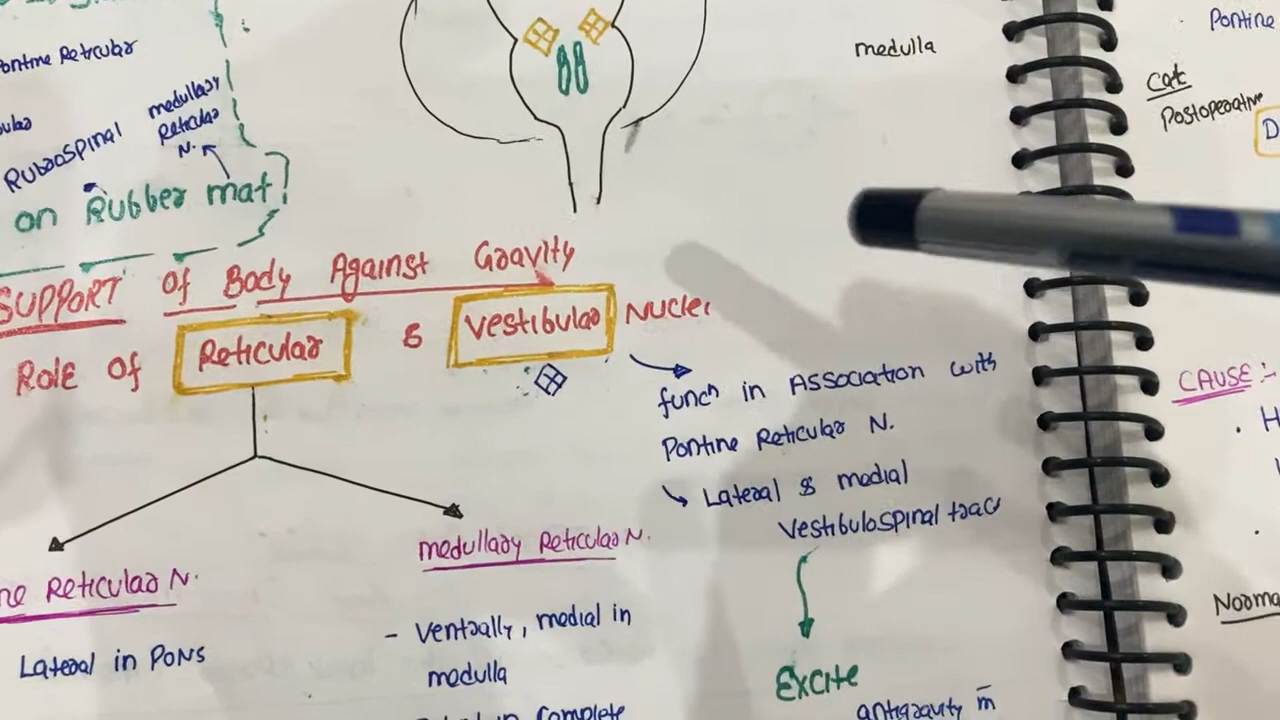 Pontine Reticular
medullary
Reticular
N.
Rubrospinal
on Rubber mat!
medulla
SUPPORT of Body Against Gravity
Role of Reticular & Vestibular Nuclei
funcn in Association with
Pontine Reticular N.
Lateral & medial
Vestibulospinal tract
Excite
antigravity m̄
Reticular N.
Lateral in PONS
medullary Reticular N.
- Ventrally, medial in
medulla
complete
Pontine
Cat
Postoperative
D
CAUSE :-
. H